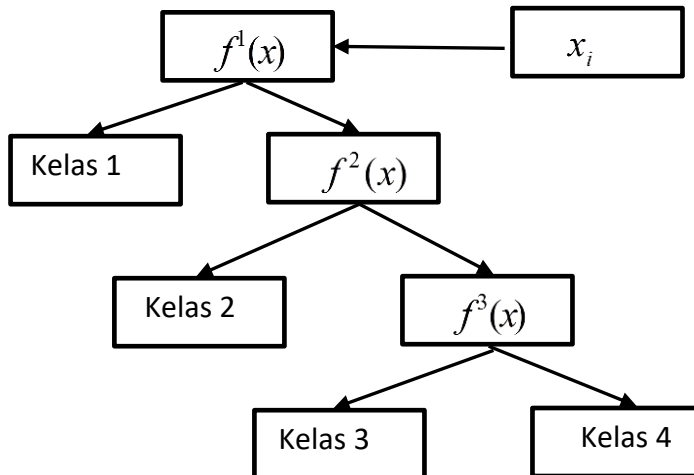 f¹(x)
xᵢ
Kelas 1
f²(x)
Kelas 2
f³(x)
Kelas 3
Kelas 4